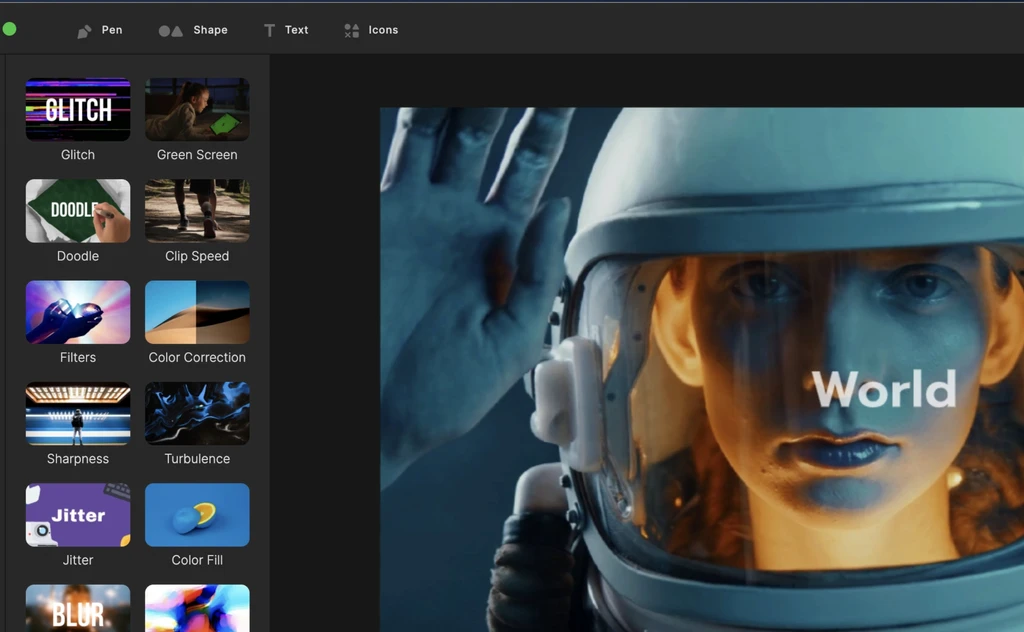 Pen Shape Text Icons
GLITCH
Glitch Green Screen
DOODLE
Doodle Clip Speed
Filters Color Correction
World
Sharpness Turbulence
Jitter
Jitter Color Fill
BLUR